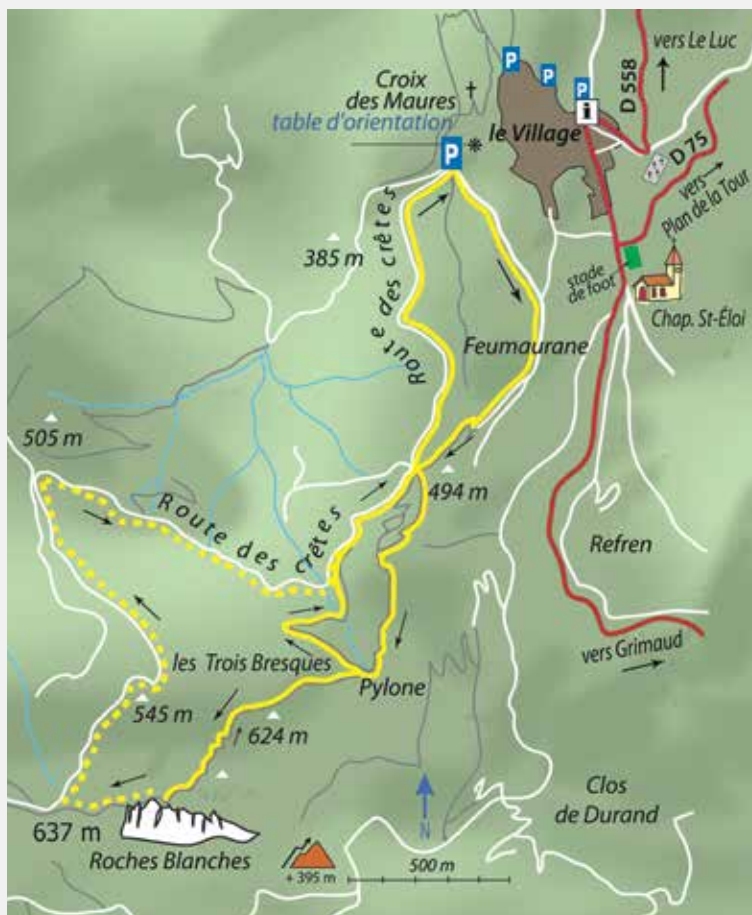 vers Le Luc
D 558
P
P
P
i
Croix
des Maures
table d'orientation
le Village
P
D 75
vers
Plan de la Tour
385 m
Route des crêtes
stade
de foot
Chap. St-Éloi
Feumaurane
505 m
494 m
Route des crêtes
Refren
vers Grimaud
les Trois Bresques
Pylone
545 m
624 m
Clos
de Durand
637 m
N
Roches Blanches
+ 395 m
500 m